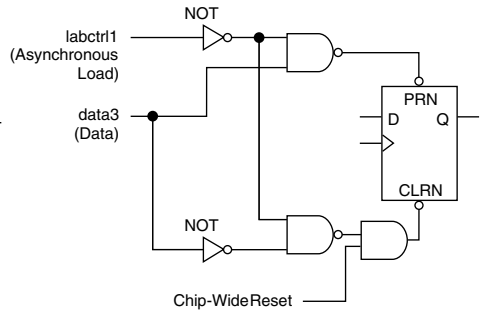 NOT
labctrl1
(Asynchronous
Load)
PRN
data3
(Data)
D Q
CLRN
NOT
Chip-Wide Reset